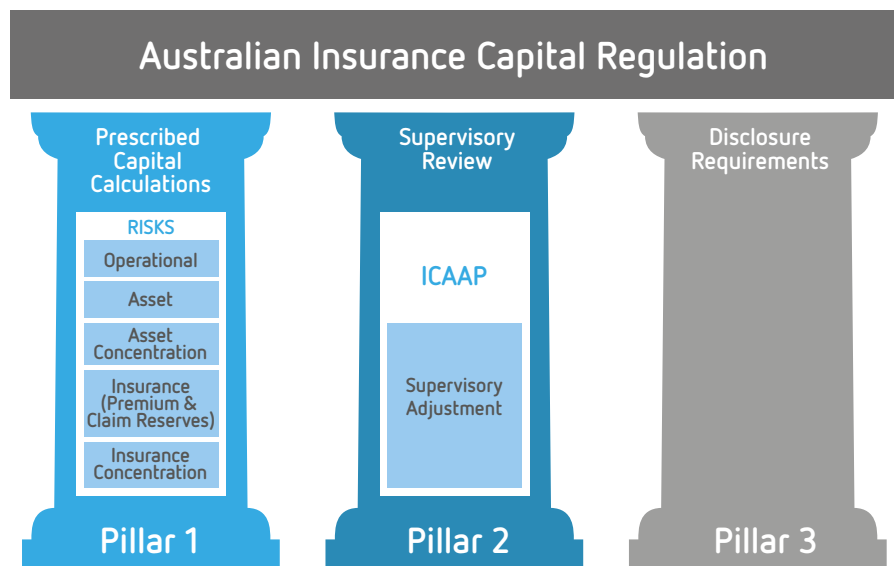 Australian Insurance Capital Regulation
Prescribed
Capital
Calculations
RISKS
Operational
Asset
Asset
Concentration
Insurance
(Premium &
Claim Reserves)
Insurance
Concentration
Pillar 1
Supervisory
Review
ICAAP
Supervisory
Adjustment
Pillar 2
Disclosure
Requirements
Pillar 3